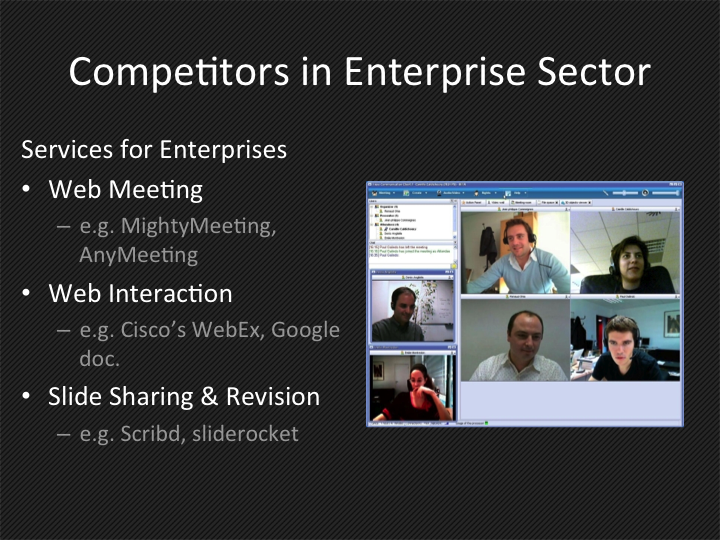 Competitors in Enterprise Sector
Services for Enterprises
• Web Meeting
– e.g. MightyMeeting,
AnyMeeting
• Web Interaction
– e.g. Cisco’s WebEx, Google
doc.
• Slide Sharing & Revision
– e.g. Scribd, sliderocket